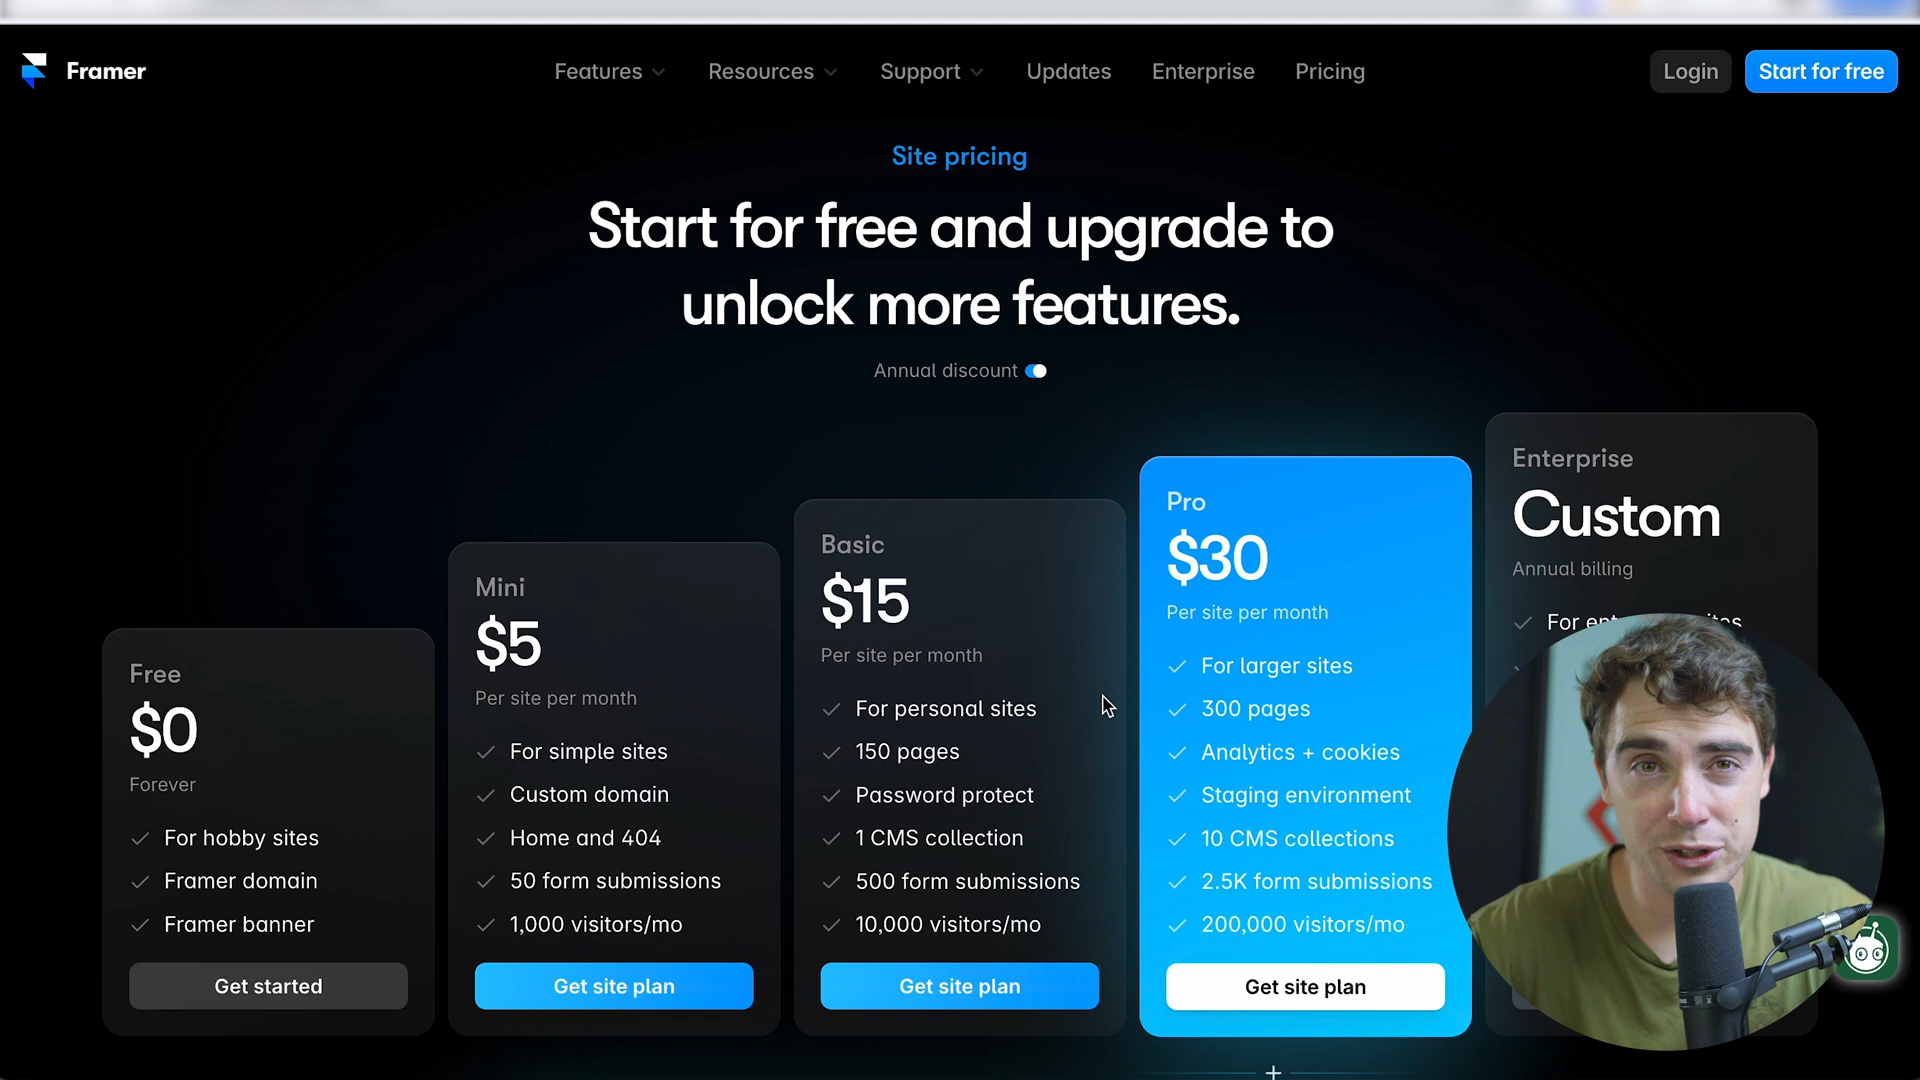 Framer
Features
Resources
Support
Updates
Enterprise
Pricing
Login
Start for free
Site pricing
Start for free and upgrade to
unlock more features.
Annual discount
Free
$0
Forever
For hobby sites
Framer domain
Framer banner
Get started
Mini
$5
Per site per month
For simple sites
Custom domain
Home and 404
50 form submissions
1,000 visitors/mo
Get site plan
Basic
$15
Per site per month
For personal sites
150 pages
Password protect
1 CMS collection
500 form submissions
10,000 visitors/mo
Get site plan
Pro
$30
Per site per month
For larger sites
300 pages
Analytics + cookies
Staging environment
10 CMS collections
2.5K form submissions
200,000 visitors/mo
Get site plan
Enterprise
Custom
Annual billing
For